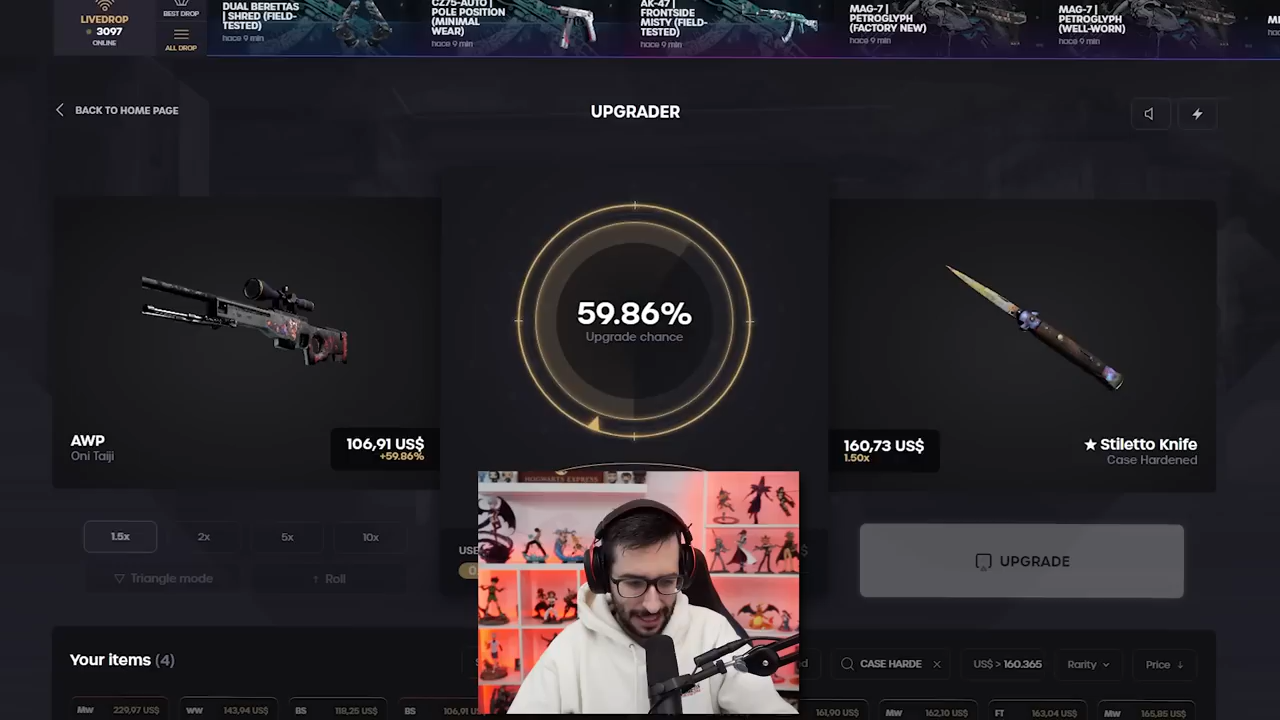 LIVEDROP
3097
ONLINE
BEST DROP
ALL DROP
DUAL BERETTAS
| SHRED (FIELD-
TESTED)
hace 9 min
CZ75-AUTO |
POLE POSITION
(MINIMAL
WEAR)
hace 9 min
AK-47 |
FRONTSIDE
MISTY (FIELD-
TESTED)
hace 9 min
MAG-7 |
PETROGLYPH
(FACTORY NEW)
hace 9 min
MAG-7 |
PETROGLYPH
(WELL-WORN)
hace 9 min
BACK TO HOME PAGE
UPGRADER
59.86%
Upgrade chance
AWP
Oni Taiji
106,91 US$
+59.86%
160,73 US$
1.50x
★ Stiletto Knife
Case Hardened
HOGWARTS EXPRESS
1.5x
2x
5x
10x
USE
0
Triangle mode
↑ Roll
UPGRADE
Your items (4)
CASE HARDE
US$ > 160.365
Rarity
Price ↓
MW 229,97 US$
WW 143,94 US$
BS 118,25 US$
BS 106,91 US$
161,90 US$
MW 162,10 US$
FT 163,04 US$
MW 165,85 US$